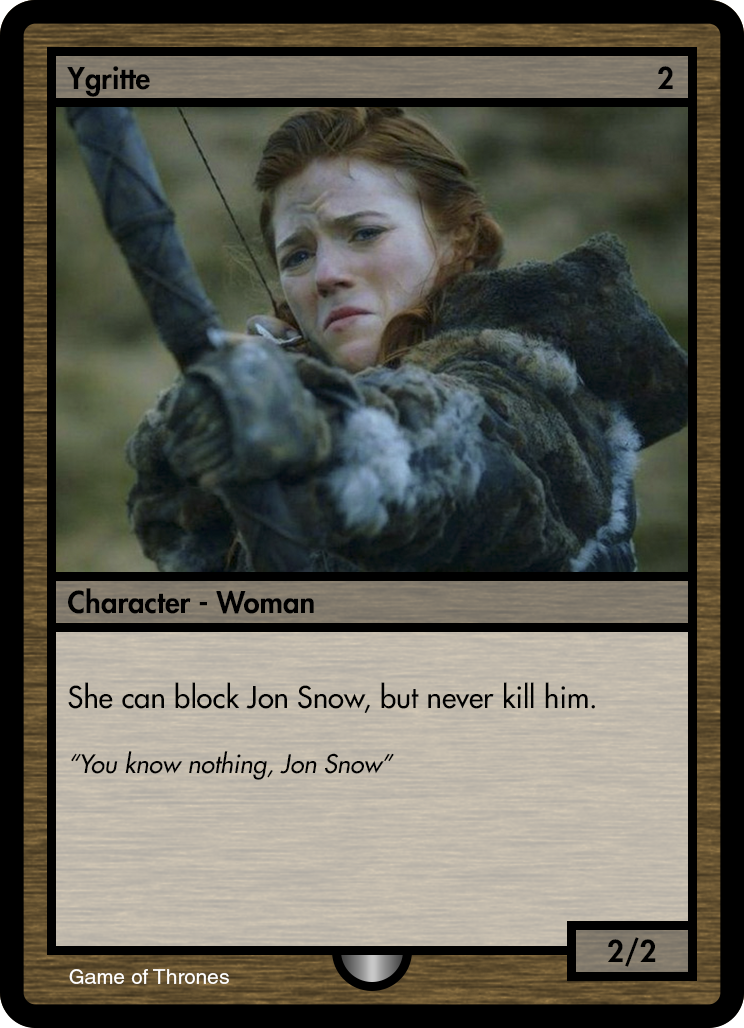 Ygritte 2
Character - Woman
She can block Jon Snow, but never kill him.
“You know nothing, Jon Snow”
2/2
Game of Thrones